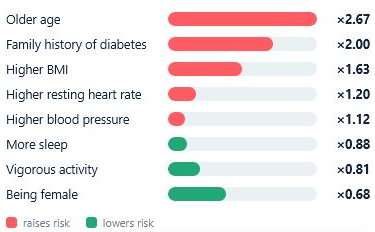 Older age ×2.67
Family history of diabetes ×2.00
Higher BMI ×1.63
Higher resting heart rate ×1.20
Higher blood pressure ×1.12
More sleep ×0.88
Vigorous activity ×0.81
Being female ×0.68
raises risk lowers risk